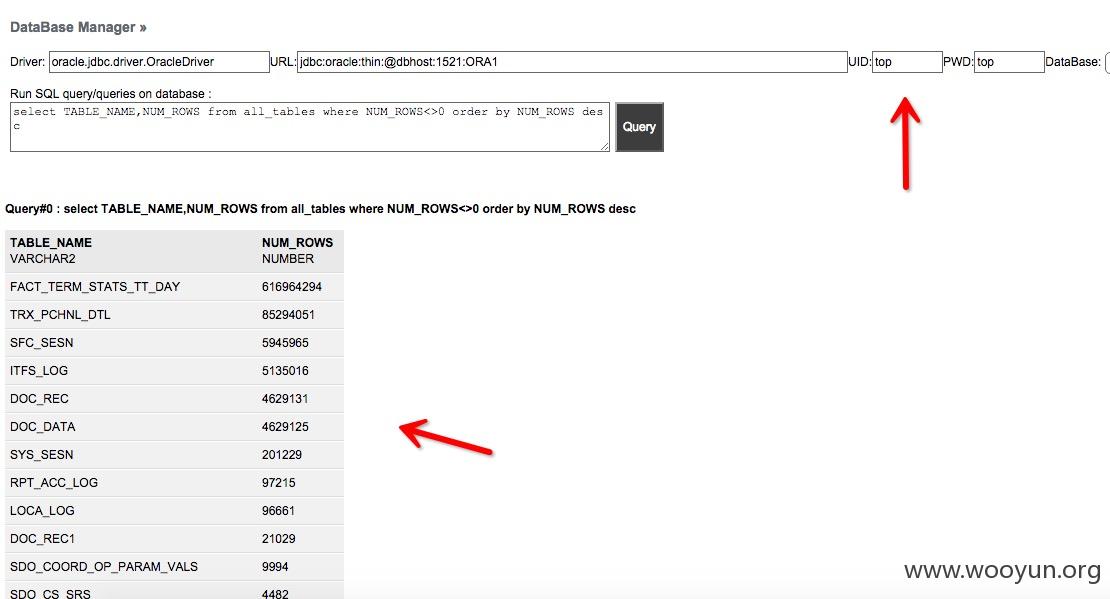 DataBase Manager »
Driver: oracle.jdbc.driver.OracleDriver URL: jdbc:oracle:thin:@dbhost:1521:ORA1 UID: top PWD: top DataBase:
Run SQL query/queries on database :
select TABLE_NAME,NUM_ROWS from all_tables where NUM_ROWS<>0 order by NUM_ROWS des
c
Query
Query#0 : select TABLE_NAME,NUM_ROWS from all_tables where NUM_ROWS<>0 order by NUM_ROWS desc
TABLE_NAME NUM_ROWS
VARCHAR2 NUMBER
FACT_TERM_STATS_TT_DAY 616964294
TRX_PCHNL_DTL 85294051
SFC_SESN 5945965
ITFS_LOG 5135016
DOC_REC 4629131
DOC_DATA 4629125
SYS_SESN 201229
RPT_ACC_LOG 97215
LOCA_LOG 96661
DOC_REC1 21029
SDO_COORD_OP_PARAM_VALS 9994
SDO_CS_SRS 4482
www.wooyun.org